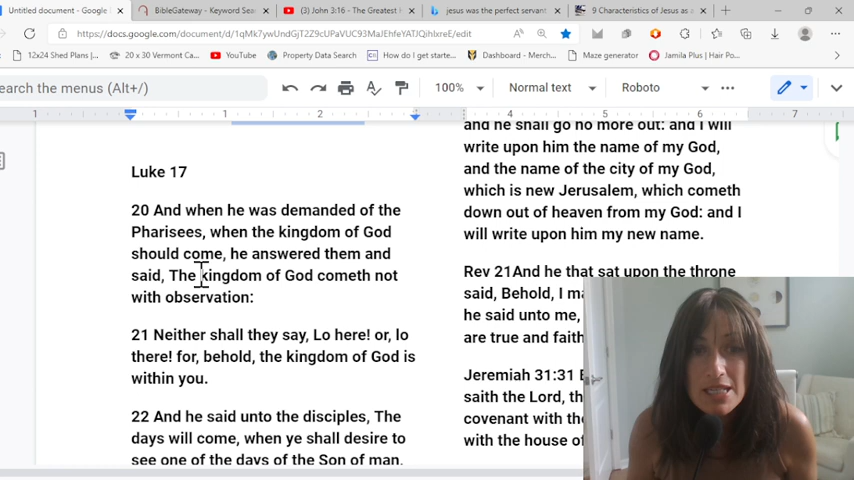 Untitled document - Google
BibleGateway - Keyword Sea
(3) John 3:16 - The Greatest H
jesus was the perfect servant
9 Characteristics of Jesus as a
https://docs.google.com/document/d/1qMk7ywUndGjT2Z9cUPaVUC93MaJEhfeYATJQihIxreE/edit
12x24 Shed Plans |...
20 x 30 Vermont Ca...
YouTube
Property Data Search
How do I get starte...
Dashboard - Merch...
Maze generator
Jamila Plus | Hair Po...
earch the menus (Alt+/)
100%
Normal text
Roboto
1 1 2 4 5 6 7
Luke 17
20 And when he was demanded of the
Pharisees, when the kingdom of God
should come, he answered them and
said, The kingdom of God cometh not
with observation:
21 Neither shall they say, Lo here! or, lo
there! for, behold, the kingdom of God is
within you.
22 And he said unto the disciples, The
days will come, when ye shall desire to
see one of the days of the Son of man,
and he shall go no more out: and I will
write upon him the name of my God,
and the name of the city of my God,
which is new Jerusalem, which cometh
down out of heaven from my God: and I
will write upon him my new name.
Rev 21And he that sat upon the throne
said, Behold, I ma
he said unto me,
are true and faith
Jeremiah 31:31 B
saith the Lord, th
covenant with the
with the house of